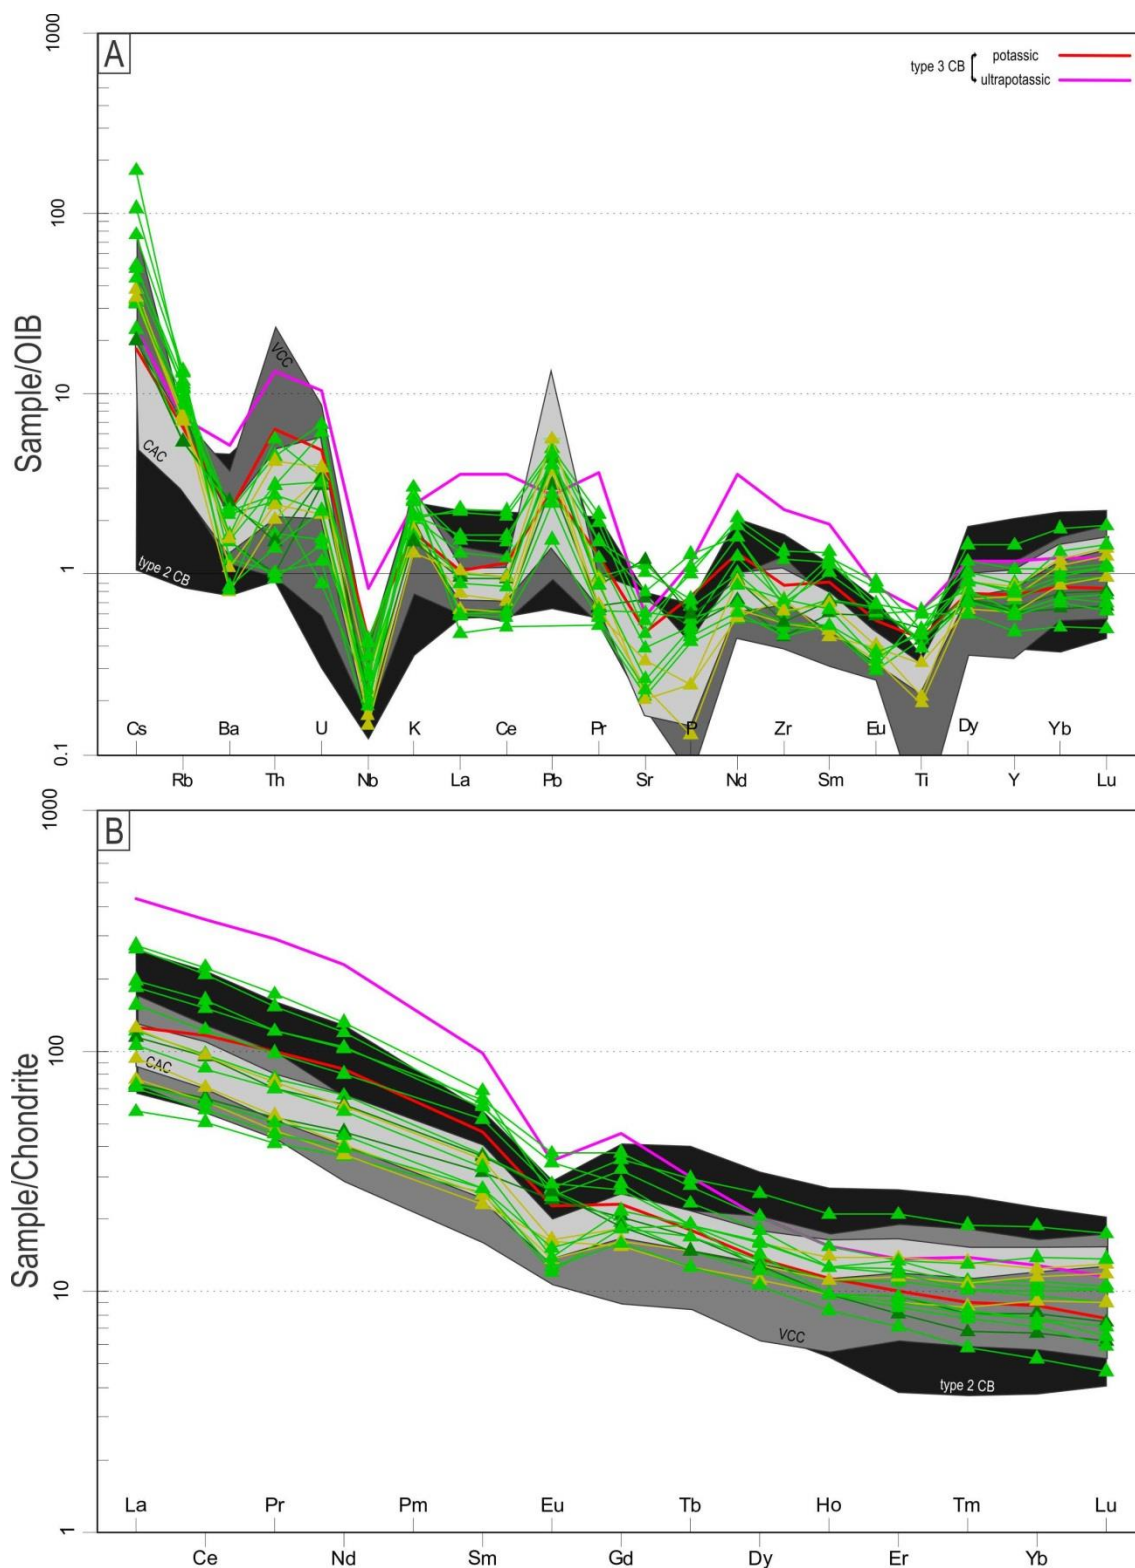 A
type 3 CB
potassic
ultrapotassic
1000
100
10
1
0.1
Sample/OIB
VCC
CAC
type 2 CB
Cs Ba U K Ce Pr P Zr Eu Dy Yb
Rb Th Nb La Pb Sr Nd Sm Ti Y Lu
B
1000
100
10
1
Sample/Chondrite
CAC
VCC
type 2 CB
La Pr Pm Eu Tb Ho Tm Lu
Ce Nd Sm Gd Dy Er Yb